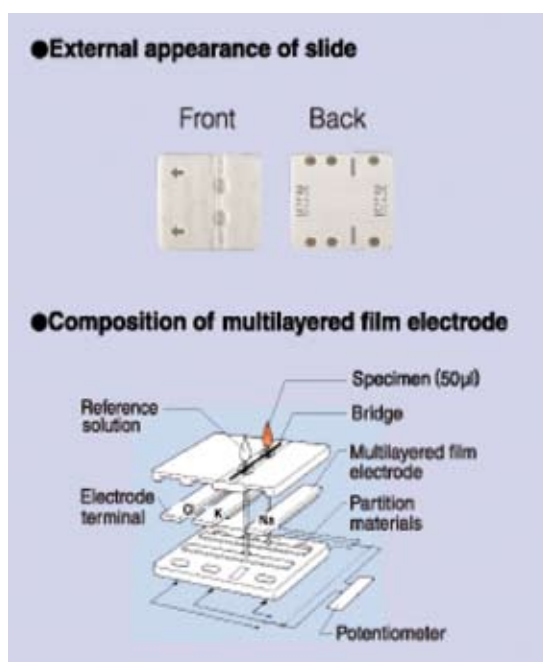 ●External appearance of slide
Front
Back
●Composition of multilayered film electrode
Specimen (50µl)
Reference
solution
Bridge
Multilayered film
electrode
Electrode
terminal
Cl
K
Na
Partition
materials
Potentiometer